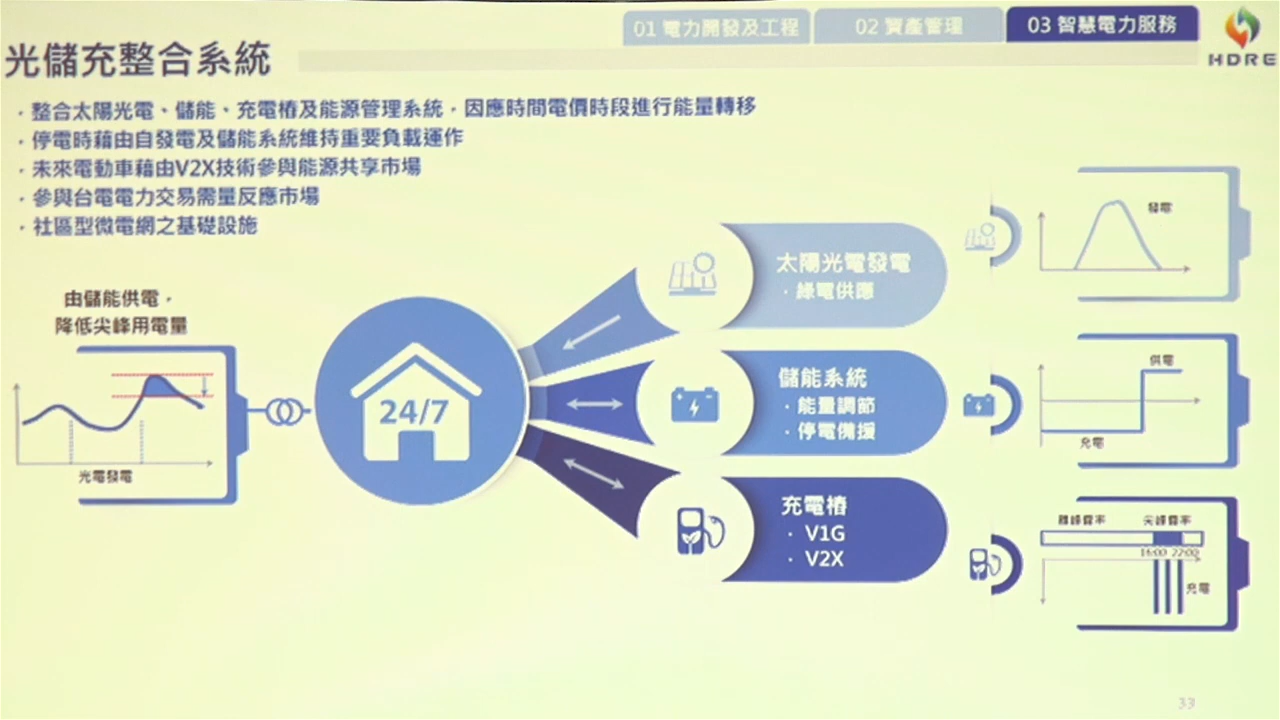 01 電力開發及工程
02 資產管理
03 智慧電力服務
HDRE
光儲充整合系統
· 整合太陽光電、儲能、充電樁及能源管理系統，因應時間電價時段進行能量轉移
· 停電時藉由自發電及儲能系統維持重要負載運作
· 未來電動車藉由V2X技術參與能源共享市場
· 參與台電電力交易需量反應市場
· 社區型微電網之基礎設施
由儲能供電，
降低尖峰用電量
光電發電
24/7
太陽光電發電
· 綠電供應
儲能系統
· 能量調節
· 停電備援
充電樁
· V1G
· V2X
發電
供電
充電
離峰費率
尖峰費率
16:00 22:00
充電
33